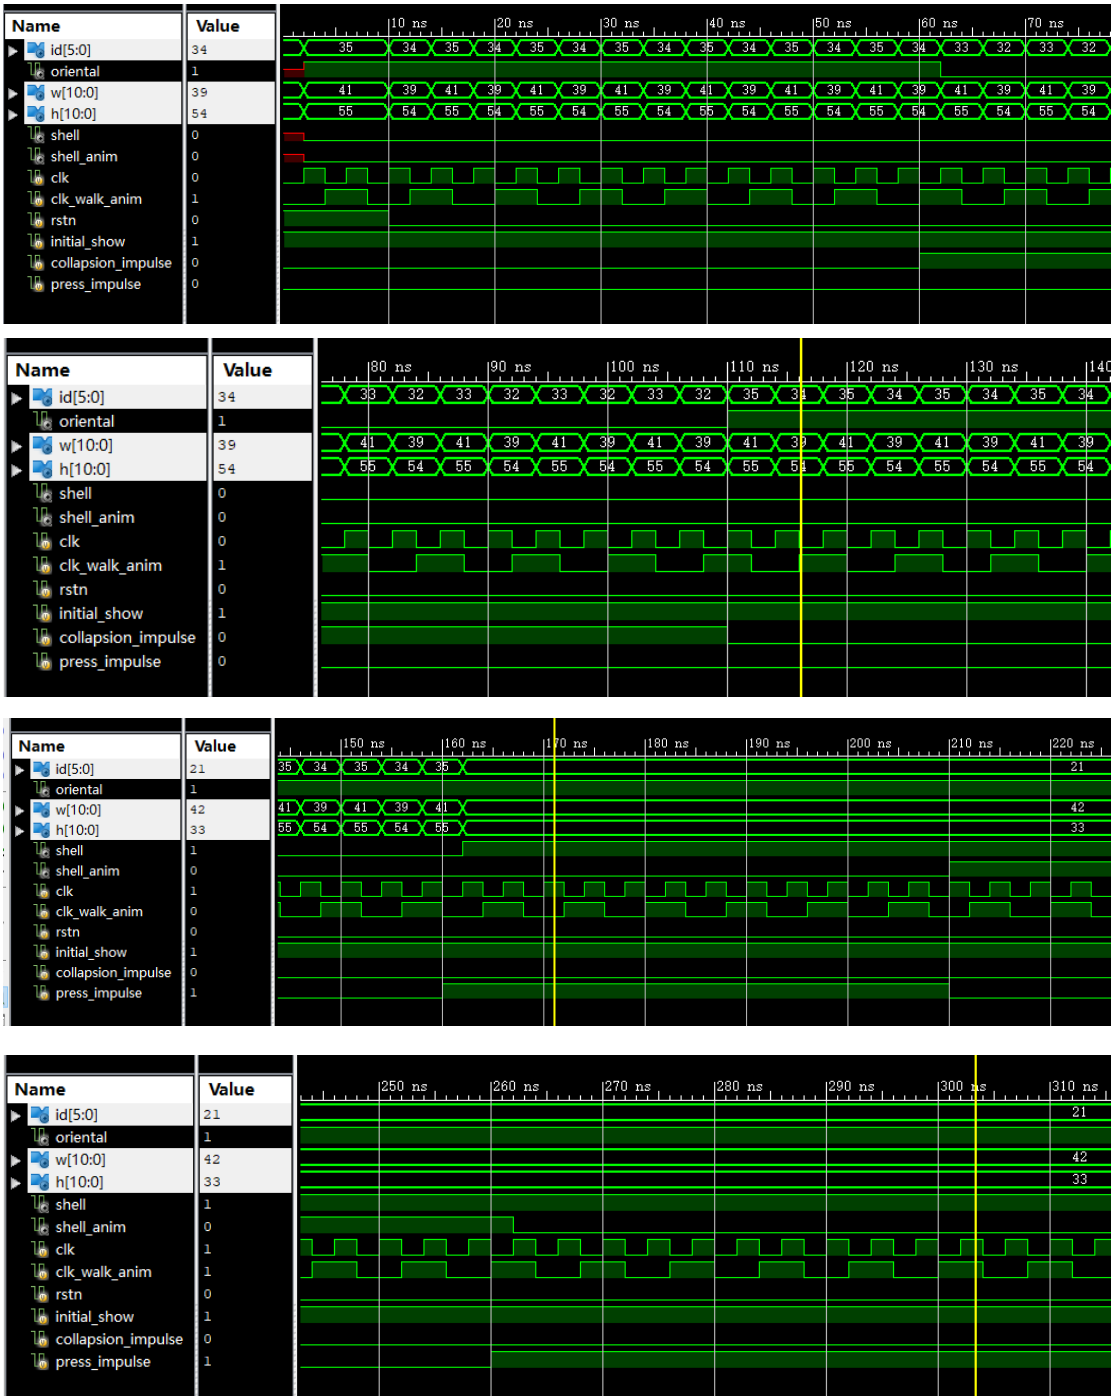 Name Value 10 ns 20 ns 30 ns 40 ns 50 ns 60 ns 70 ns
id[5:0] 34 35 34 35 34 35 34 35 34 35 34 35 34 35 34 33 32 33 32
oriental 1
w[10:0] 39 41 39 41 39 41 39 41 39 41 39 41 39 41 39 41 39 41 39
h[10:0] 54 55 54 55 54 55 54 55 54 55 54 55 54 55 54 55 54 55 54
shell 0
shell_anim 0
clk 0
clk_walk_anim 1
rstn 0
initial_show 1
collapsion_impulse 0
press_impulse 0
Name Value 80 ns 90 ns 100 ns 110 ns 120 ns 130 ns 140
id[5:0] 34 33 32 33 32 33 32 33 32 35 34 35 34 35 34 35 34
oriental 1
w[10:0] 39 41 39 41 39 41 39 41 39 41 39 41 39 41 39 41 39
h[10:0] 54 55 54 55 54 55 54 55 54 55 54 55 54 55 54 55 54
shell 0
shell_anim 0
clk 0
clk_walk_anim 1
rstn 0
initial_show 1
collapsion_impulse 0
press_impulse 0
Name Value 150 ns 160 ns 170 ns 180 ns 190 ns 200 ns 210 ns 220 ns
id[5:0] 21 35 34 35 34 35 21
oriental 1
w[10:0] 42 41 39 41 39 41 42
h[10:0] 33 55 54 55 54 55 33
shell 1
shell_anim 0
clk 1
clk_walk_anim 0
rstn 0
initial_show 1
collapsion_impulse 0
press_impulse 1
Name Value 250 ns 260 ns 270 ns 280 ns 290 ns 300 ns 310 ns
id[5:0] 21 21
oriental 1
w[10:0] 42 42
h[10:0] 33 33
shell 1
shell_anim 0
clk 1
clk_walk_anim 1
rstn 0
initial_show 1
collapsion_impulse 0
press_impulse 1